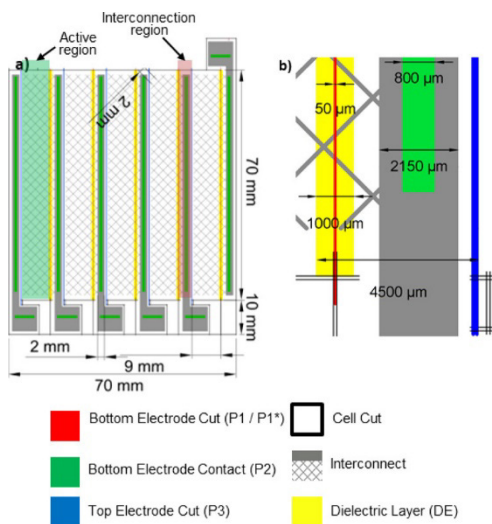 a)
Active
region
Interconnection
region
2 mm
70 mm
10 mm
2 mm
9 mm
70 mm
b)
800 µm
50 µm
2150 µm
1000 µm
4500 µm
Bottom Electrode Cut (P1 / P1*)
Cell Cut
Bottom Electrode Contact (P2)
Interconnect
Top Electrode Cut (P3)
Dielectric Layer (DE)